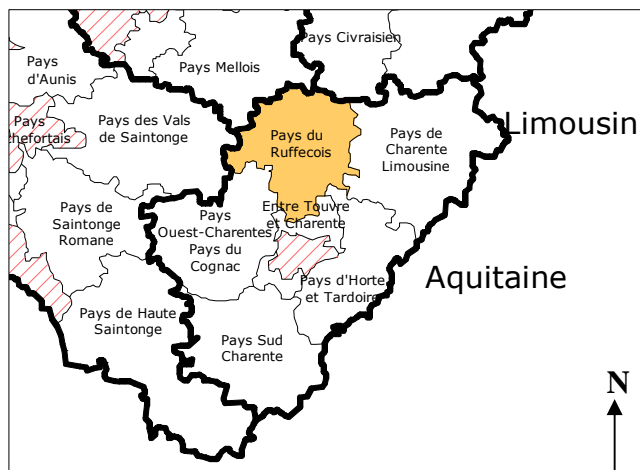 Pays Civraisien
Pays Mellois
Pays
d'Aunis
Limousin
Pays des Vals
de Saintonge
Pays
chefortais
Pays du
Ruffecois
Pays de
Charente
Limousine
Entre Touvre
et Charente
Pays de
Saintonge
Romane
Pays
Ouest-Charentes
Pays du
Cognac
Aquitaine
Pays d'Horte
et Tardoire
Pays de Haute
Saintonge
Pays Sud
Charente
N